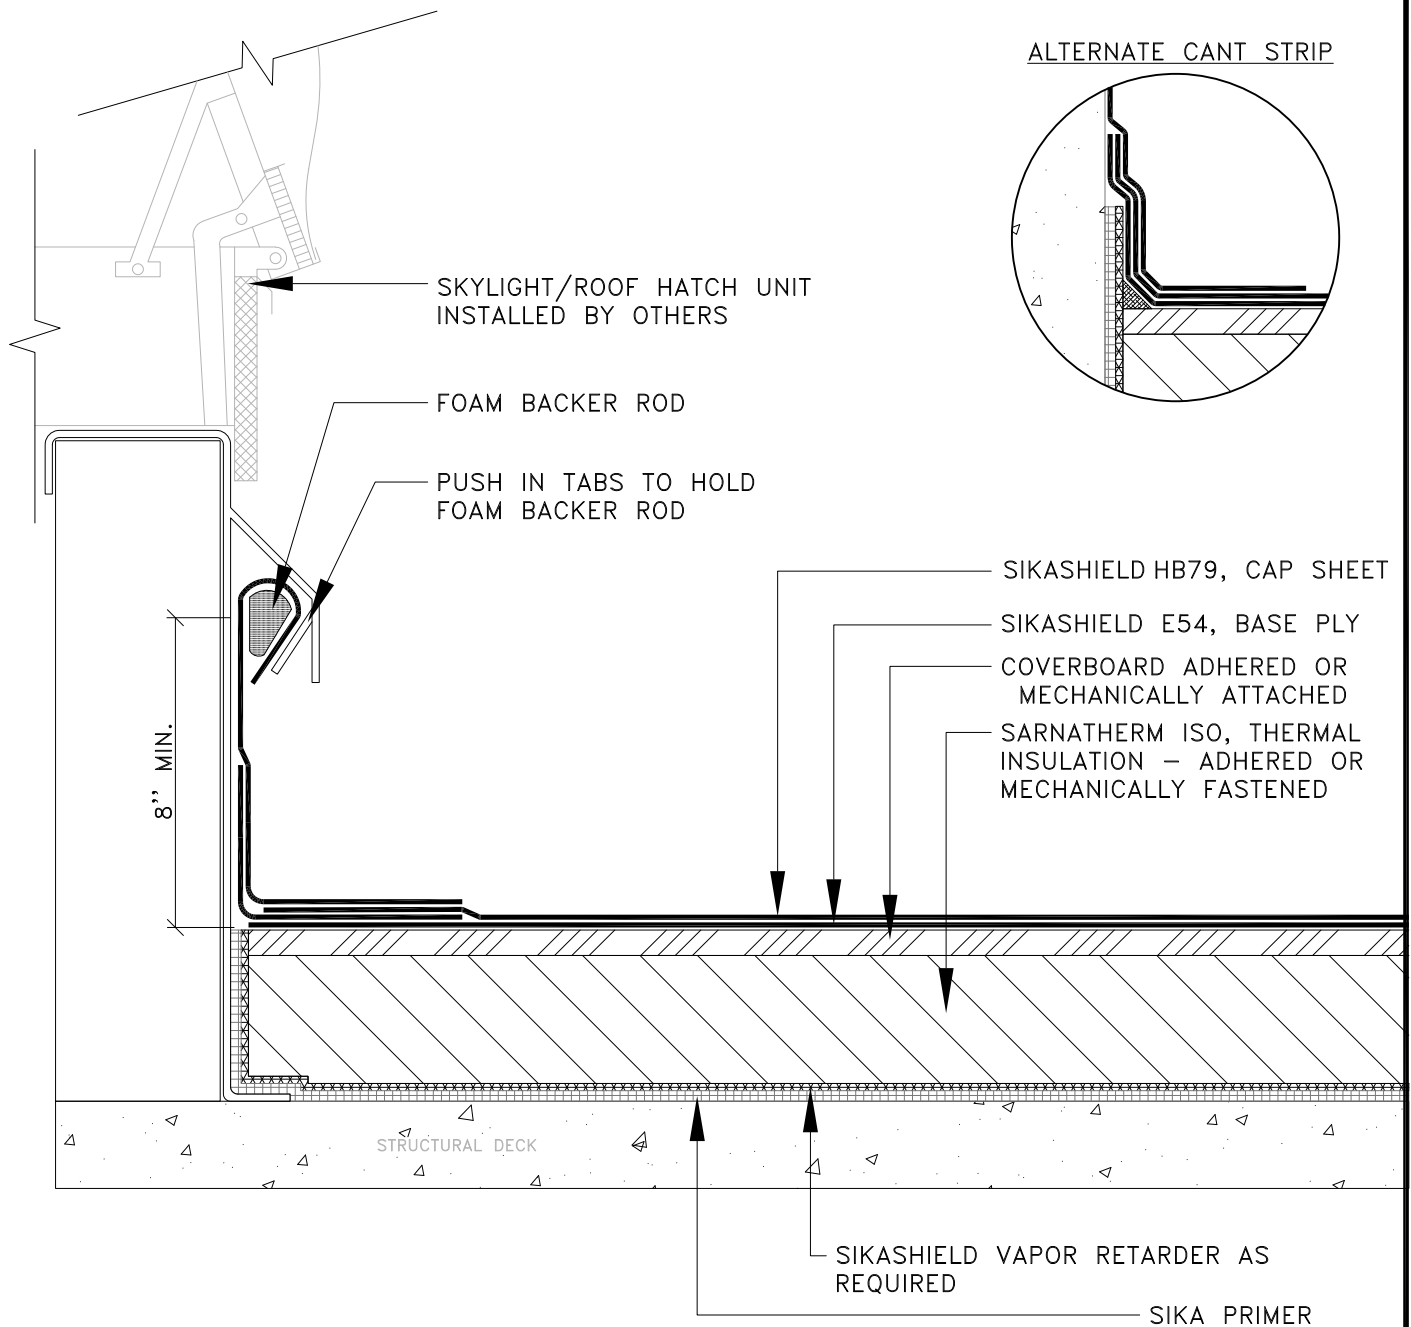 ALTERNATE CANT STRIP
SKYLIGHT/ROOF HATCH UNIT
INSTALLED BY OTHERS
FOAM BACKER ROD
PUSH IN TABS TO HOLD
FOAM BACKER ROD
SIKASHIELD HB79, CAP SHEET
SIKASHIELD E54, BASE PLY
COVERBOARD ADHERED OR
MECHANICALLY ATTACHED
SARNATHERM ISO, THERMAL
INSULATION – ADHERED OR
MECHANICALLY FASTENED
8'' MIN.
STRUCTURAL DECK
SIKASHIELD VAPOR RETARDER AS
REQUIRED
SIKA PRIMER